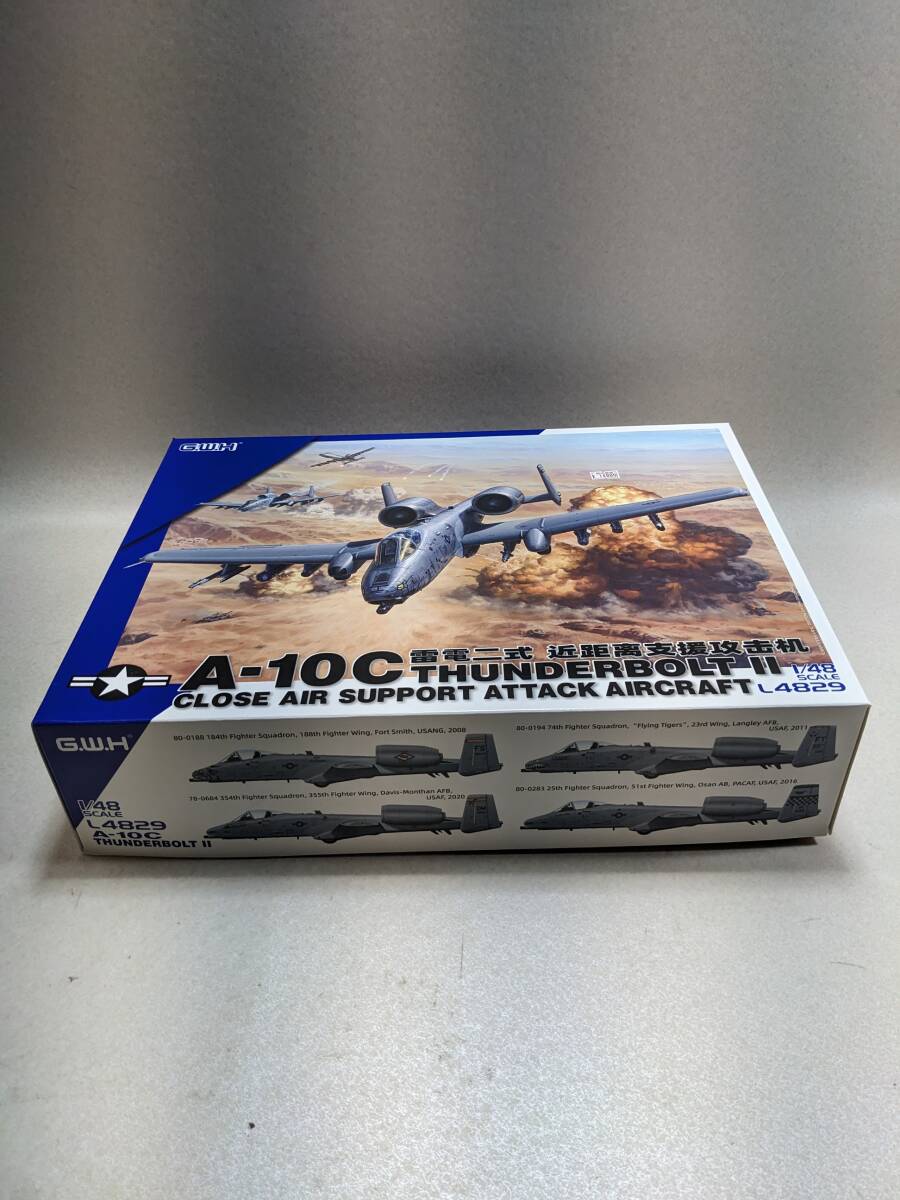 G.W.H
A-10C 雷電二式 近距离支援攻击机
THUNDERBOLT II
CLOSE AIR SUPPORT ATTACK AIRCRAFT
1/48
SCALE
L4829
G.W.H
1/48
SCALE
L4829
A-10C
THUNDERBOLT II
80-0188 184th Fighter Squadron, 188th Fighter Wing, Fort Smith, USANG, 2008
FS
78-0684 354th Fighter Squadron, 355th Fighter Wing, Davis-Monthan AFB,
USAF, 2020
DM
80-0194 74th Fighter Squadron, "Flying Tigers", 23rd Wing, Langley AFB,
USAF, 2011
FT
80-0283 25th Fighter Squadron, 51st Fighter Wing, Osan AB, PACAF, USAF, 2016